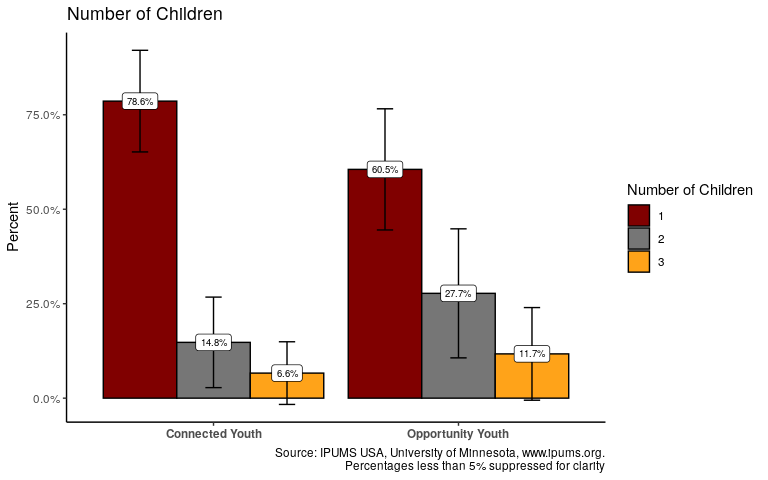 Number of Children
Percent
75.0%
50.0%
25.0%
0.0%
78.6%
14.8%
6.6%
60.5%
27.7%
11.7%
Connected Youth
Opportunity Youth
Number of Children
1
2
3
Source: IPUMS USA, University of Minnesota, www.ipums.org.
Percentages less than 5% suppressed for clarity